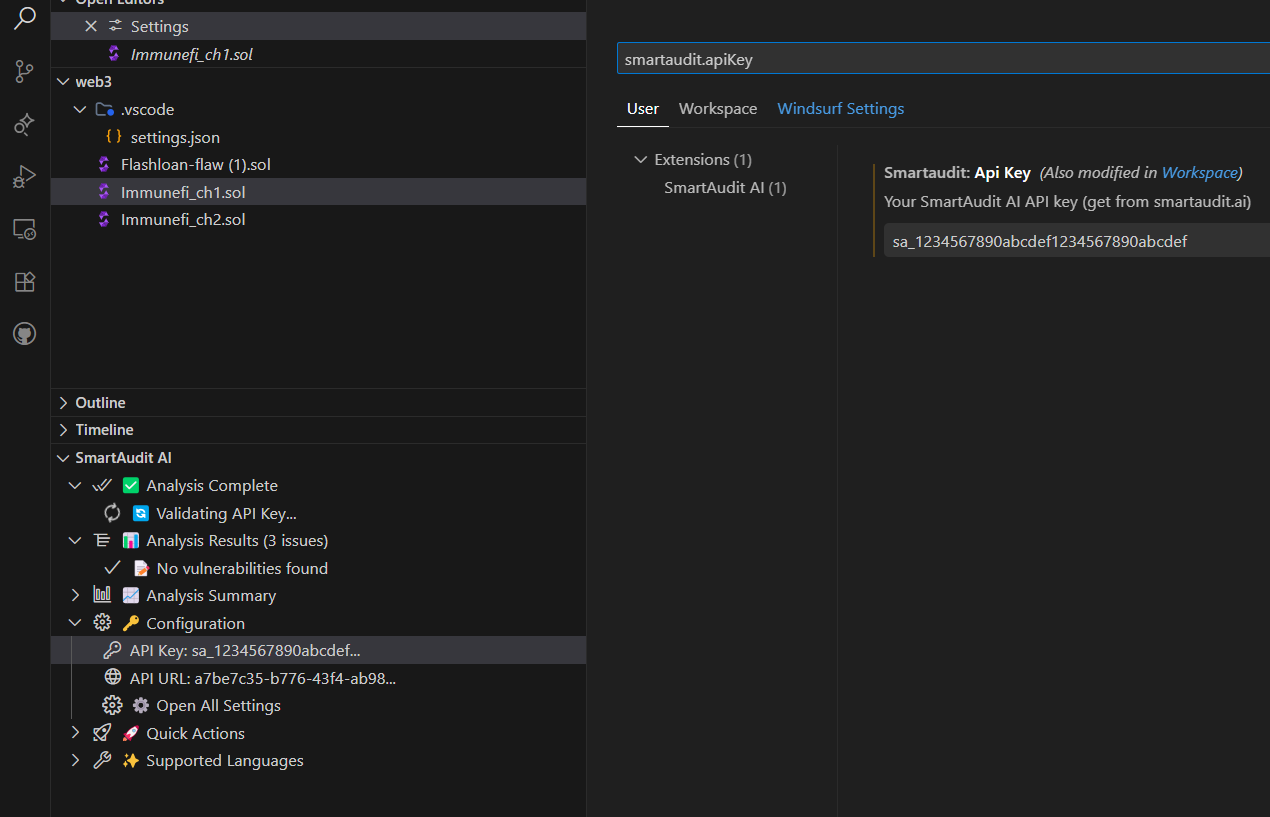 Open Editors
Settings
Immunefi_ch1.sol
web3
.vscode
settings.json
Flashloan-flaw (1).sol
Immunefi_ch1.sol
Immunefi_ch2.sol
Outline
Timeline
SmartAudit AI
Analysis Complete
Validating API Key...
Analysis Results (3 issues)
No vulnerabilities found
Analysis Summary
Configuration
API Key: sa_1234567890abcdef...
API URL: a7be7c35-b776-43f4-ab98...
Open All Settings
Quick Actions
Supported Languages
smartaudit.apiKey
User Workspace Windsurf Settings
Extensions (1)
SmartAudit AI (1)
Smartaudit: Api Key (Also modified in Workspace)
Your SmartAudit AI API key (get from smartaudit.ai)
sa_1234567890abcdef1234567890abcdef